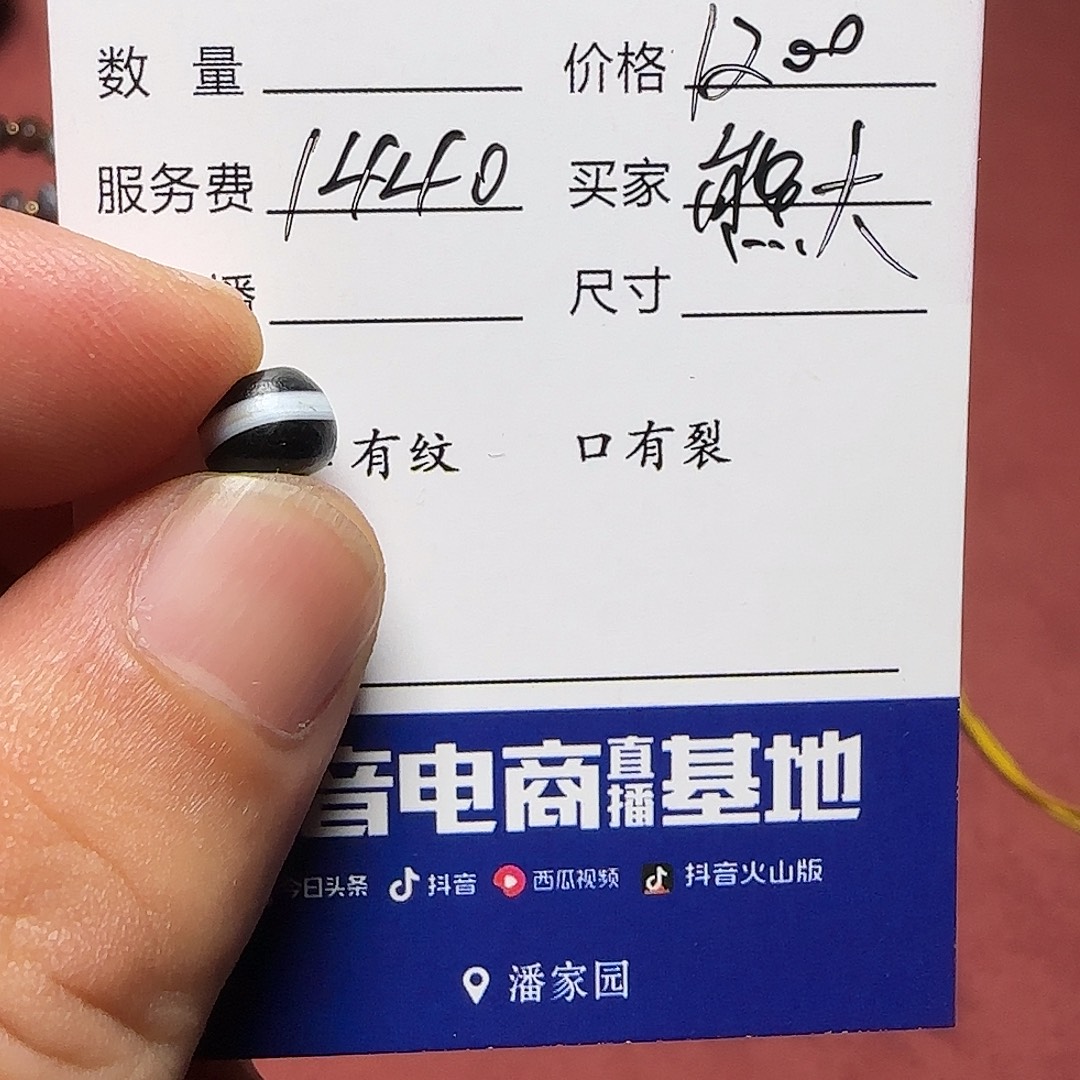 数 量 价格 1200
服务费 1440 买家 熊大
播 尺寸
有纹 口有裂
音电商直播基地
今日头条 抖音 西瓜视频 抖音火山版
潘家园